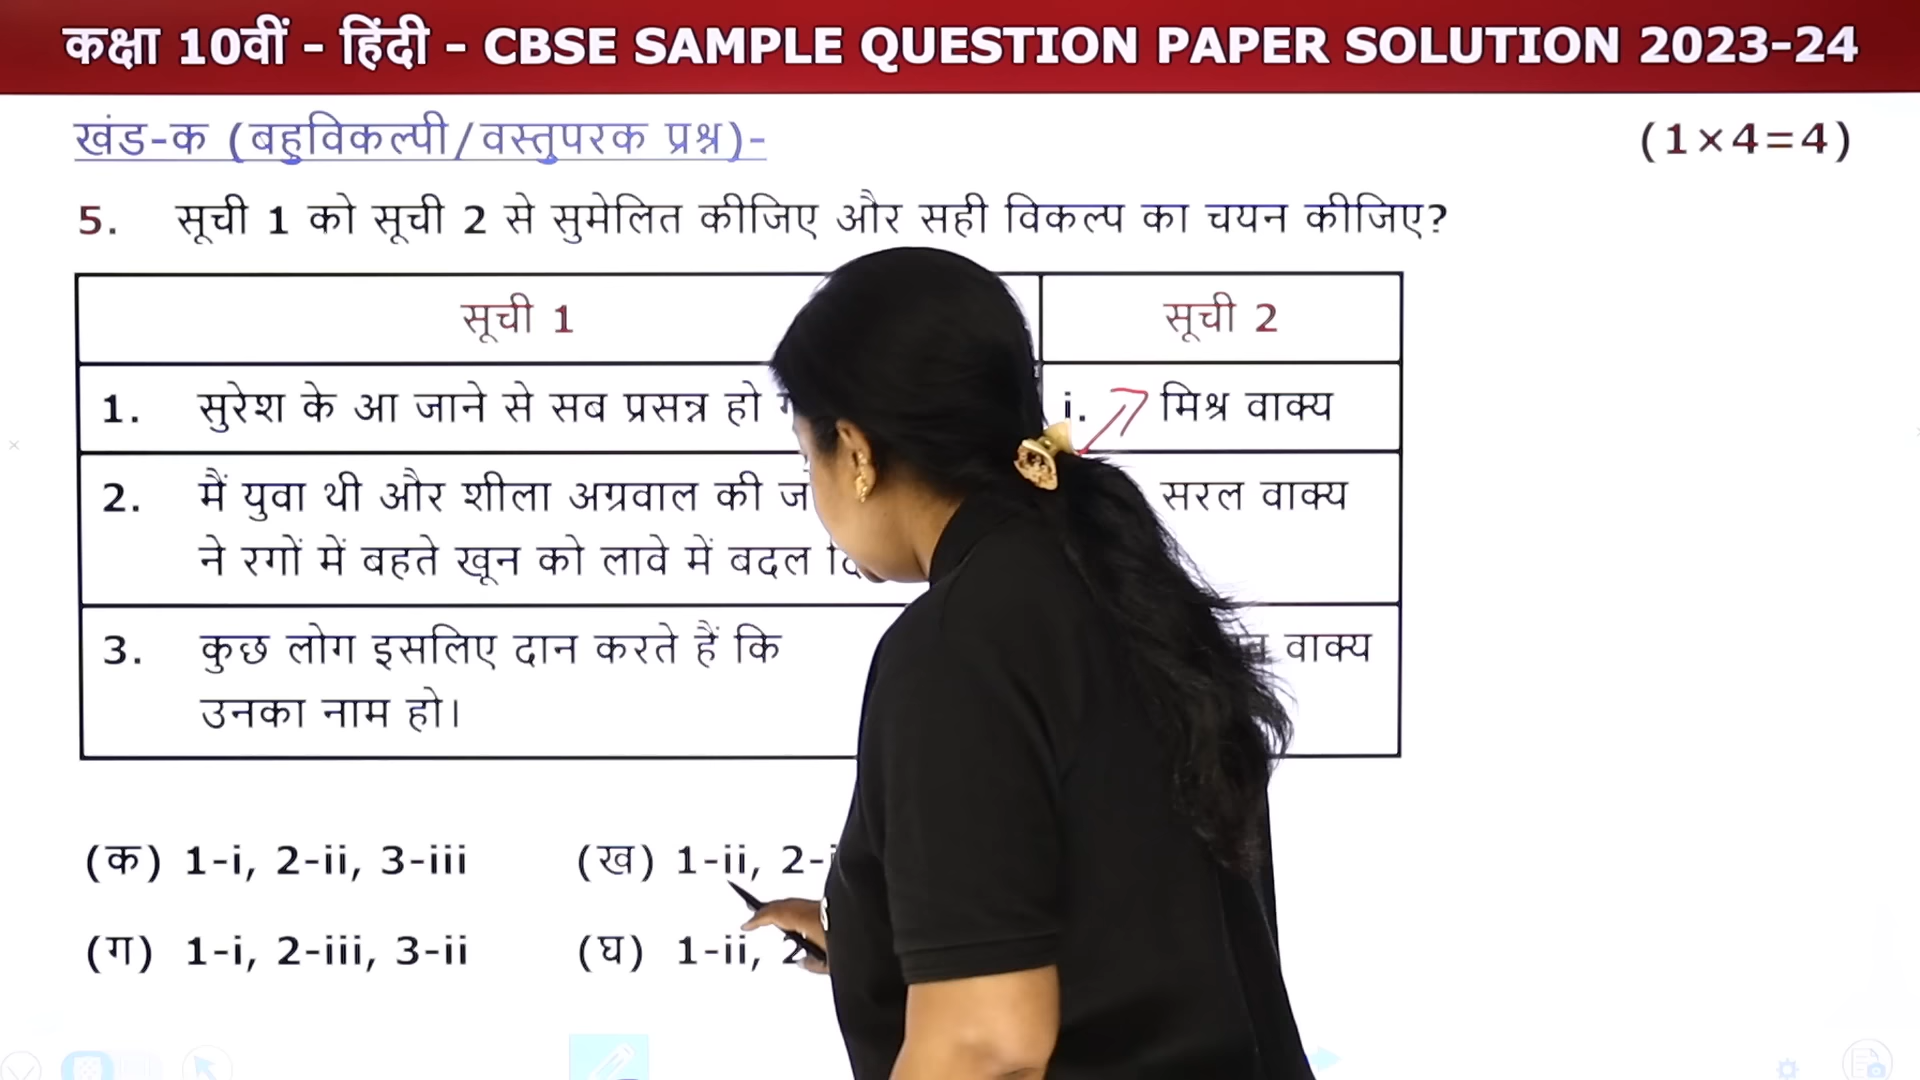 कक्षा 10वीं - हिंदी - CBSE SAMPLE QUESTION PAPER SOLUTION 2023-24
खंड-क (बहुविकल्पी/वस्तुपरक प्रश्न)- (1×4=4)
5. सूची 1 को सूची 2 से सुमेलित कीजिए और सही विकल्प का चयन कीजिए?
सूची 1 सूची 2
1. सुरेश के आ जाने से सब प्रसन्न हो i. मिश्र वाक्य
2. मैं युवा थी और शीला अग्रवाल की सरल वाक्य
ने रगों में बहते खून को लावे में बदल
3. कुछ लोग इसलिए दान करते हैं कि वाक्य
उनका नाम हो।
(क) 1-i, 2-ii, 3-iii (ख) 1-ii,
(ग) 1-i, 2-iii, 3-ii (घ) 1-ii,